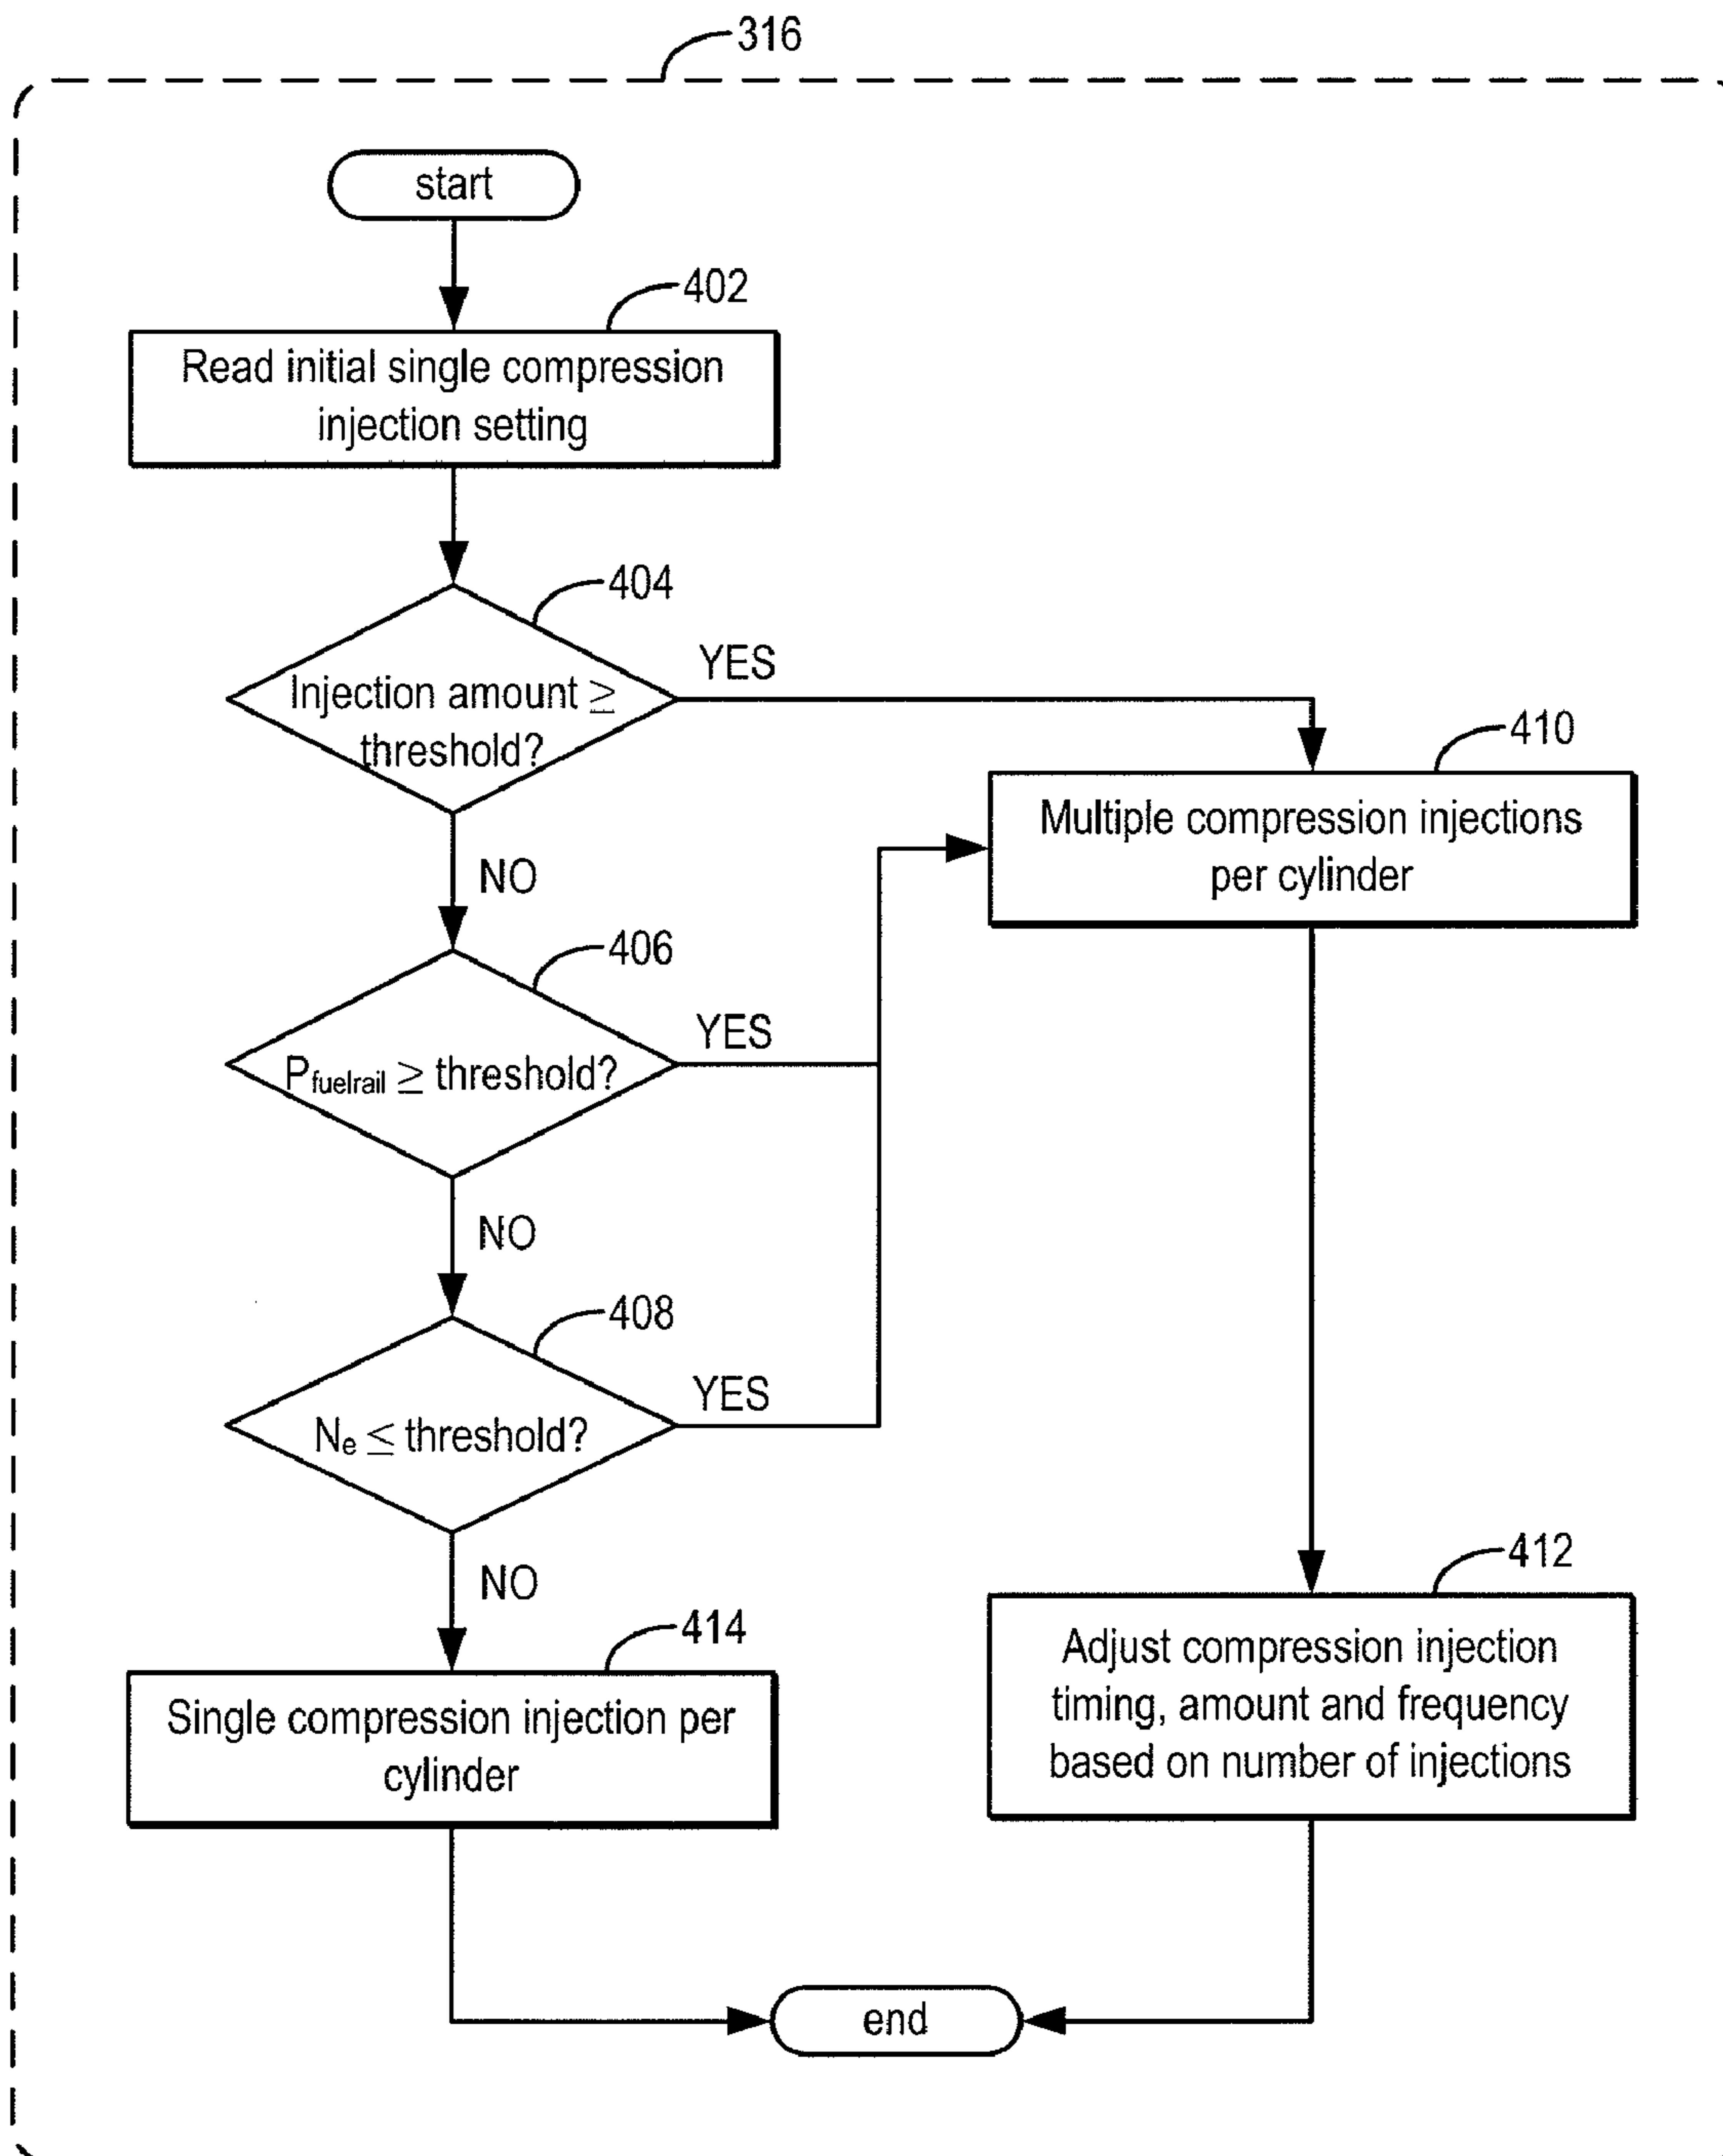 316
start
402
Read initial single compression
injection setting
404
Injection amount ≥
threshold?
YES
410
Multiple compression injections
per cylinder
NO
406
P_fuelrail ≥ threshold?
YES
NO
408
N_e ≤ threshold?
YES
NO
412
Adjust compression injection
timing, amount and frequency
based on number of injections
414
Single compression injection per
cylinder
end